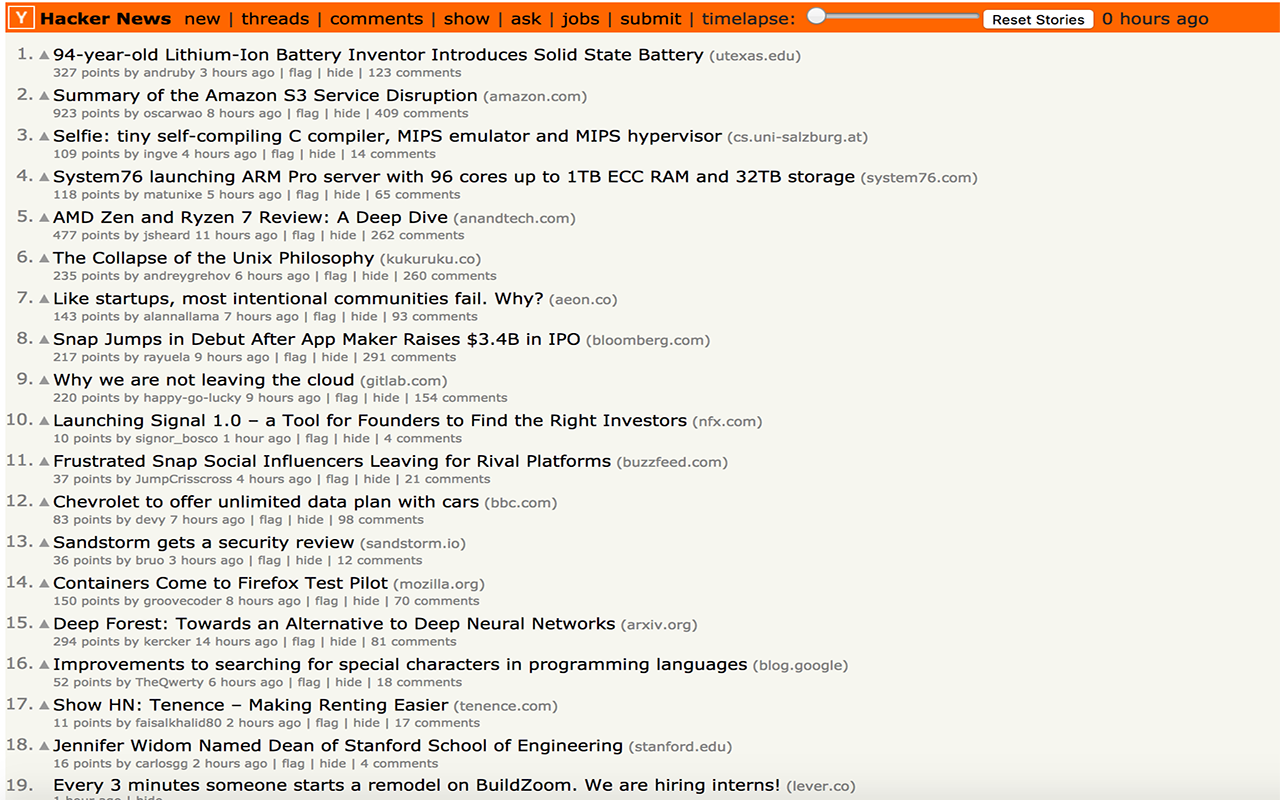 Y Hacker News new | threads | comments | show | ask | jobs | submit | timelapse: Reset Stories 0 hours ago
1. ▲ 94-year-old Lithium-Ion Battery Inventor Introduces Solid State Battery (utexas.edu)
327 points by andruby 3 hours ago | flag | hide | 123 comments
2. ▲ Summary of the Amazon S3 Service Disruption (amazon.com)
923 points by oscarwao 8 hours ago | flag | hide | 409 comments
3. ▲ Selfie: tiny self-compiling C compiler, MIPS emulator and MIPS hypervisor (cs.uni-salzburg.at)
109 points by ingve 4 hours ago | flag | hide | 14 comments
4. ▲ System76 launching ARM Pro server with 96 cores up to 1TB ECC RAM and 32TB storage (system76.com)
118 points by matunixe 5 hours ago | flag | hide | 65 comments
5. ▲ AMD Zen and Ryzen 7 Review: A Deep Dive (anandtech.com)
477 points by jsheard 11 hours ago | flag | hide | 262 comments
6. ▲ The Collapse of the Unix Philosophy (kukuruku.co)
235 points by andreygrehov 6 hours ago | flag | hide | 260 comments
7. ▲ Like startups, most intentional communities fail. Why? (aeon.co)
143 points by alannallama 7 hours ago | flag | hide | 93 comments
8. ▲ Snap Jumps in Debut After App Maker Raises $3.4B in IPO (bloomberg.com)
217 points by rayuela 9 hours ago | flag | hide | 291 comments
9. ▲ Why we are not leaving the cloud (gitlab.com)
220 points by happy-go-lucky 9 hours ago | flag | hide | 154 comments
10. ▲ Launching Signal 1.0 – a Tool for Founders to Find the Right Investors (nfx.com)
10 points by signor_bosco 1 hour ago | flag | hide | 4 comments
11. ▲ Frustrated Snap Social Influencers Leaving for Rival Platforms (buzzfeed.com)
37 points by JumpCrisscross 4 hours ago | flag | hide | 21 comments
12. ▲ Chevrolet to offer unlimited data plan with cars (bbc.com)
83 points by devy 7 hours ago | flag | hide | 98 comments
13. ▲ Sandstorm gets a security review (sandstorm.io)
36 points by bruo 3 hours ago | flag | hide | 12 comments
14. ▲ Containers Come to Firefox Test Pilot (mozilla.org)
150 points by groovecoder 8 hours ago | flag | hide | 70 comments
15. ▲ Deep Forest: Towards an Alternative to Deep Neural Networks (arxiv.org)
294 points by kercker 14 hours ago | flag | hide | 81 comments
16. ▲ Improvements to searching for special characters in programming languages (blog.google)
52 points by TheQwerty 6 hours ago | flag | hide | 18 comments
17. ▲ Show HN: Tenence – Making Renting Easier (tenence.com)
11 points by faisalkhalid80 2 hours ago | flag | hide | 17 comments
18. ▲ Jennifer Widom Named Dean of Stanford School of Engineering (stanford.edu)
16 points by carlosgg 2 hours ago | flag | hide | 4 comments
19. Every 3 minutes someone starts a remodel on BuildZoom. We are hiring interns! (lever.co)
1 hour ago | hide